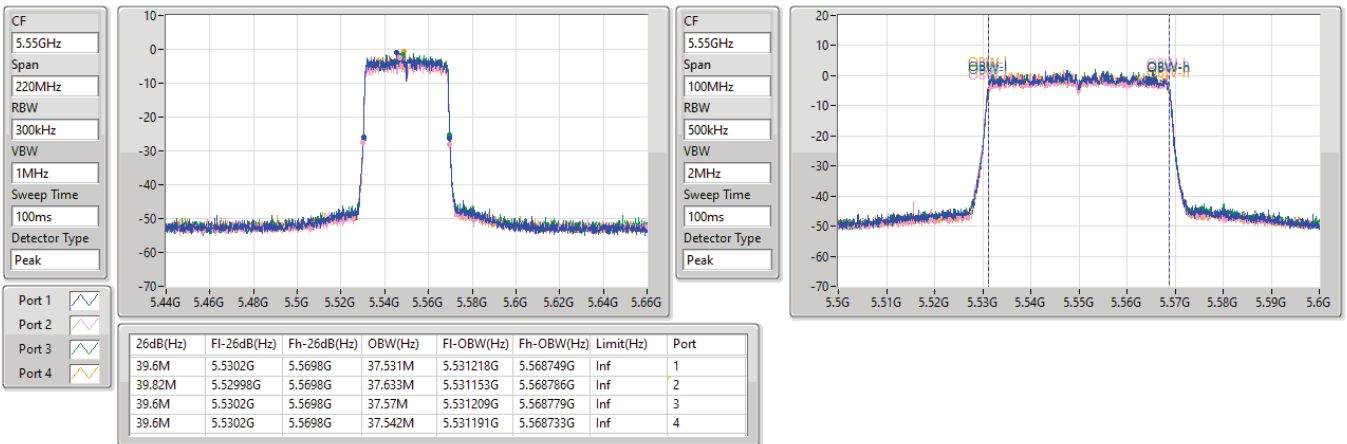 CF
5.55GHz
Span
220MHz
RBW
300kHz
VBW
1MHz
Sweep Time
100ms
Detector Type
Peak
10
0
-10
-20
-30
-40
-50
-60
-70
5.44G 5.46G 5.48G 5.5G 5.52G 5.54G 5.56G 5.58G 5.6G 5.62G 5.64G 5.66G
CF
5.55GHz
Span
100MHz
RBW
500kHz
VBW
2MHz
Sweep Time
100ms
Detector Type
Peak
20
10
0
-10
-20
-30
-40
-50
-60
-70
OBW-l OBW-h
5.5G 5.51G 5.52G 5.53G 5.54G 5.55G 5.56G 5.57G 5.58G 5.59G 5.6G
Port 1
Port 2
Port 3
Port 4
26dB(Hz) Fl-26dB(Hz) Fh-26dB(Hz) OBW(Hz) Fl-OBW(Hz) Fh-OBW(Hz) Limit(Hz) Port
39.6M 5.5302G 5.5698G 37.531M 5.531218G 5.568749G Inf 1
39.82M 5.52998G 5.5698G 37.633M 5.531153G 5.568786G Inf 2
39.6M 5.5302G 5.5698G 37.57M 5.531209G 5.568779G Inf 3
39.6M 5.5302G 5.5698G 37.542M 5.531191G 5.568733G Inf 4